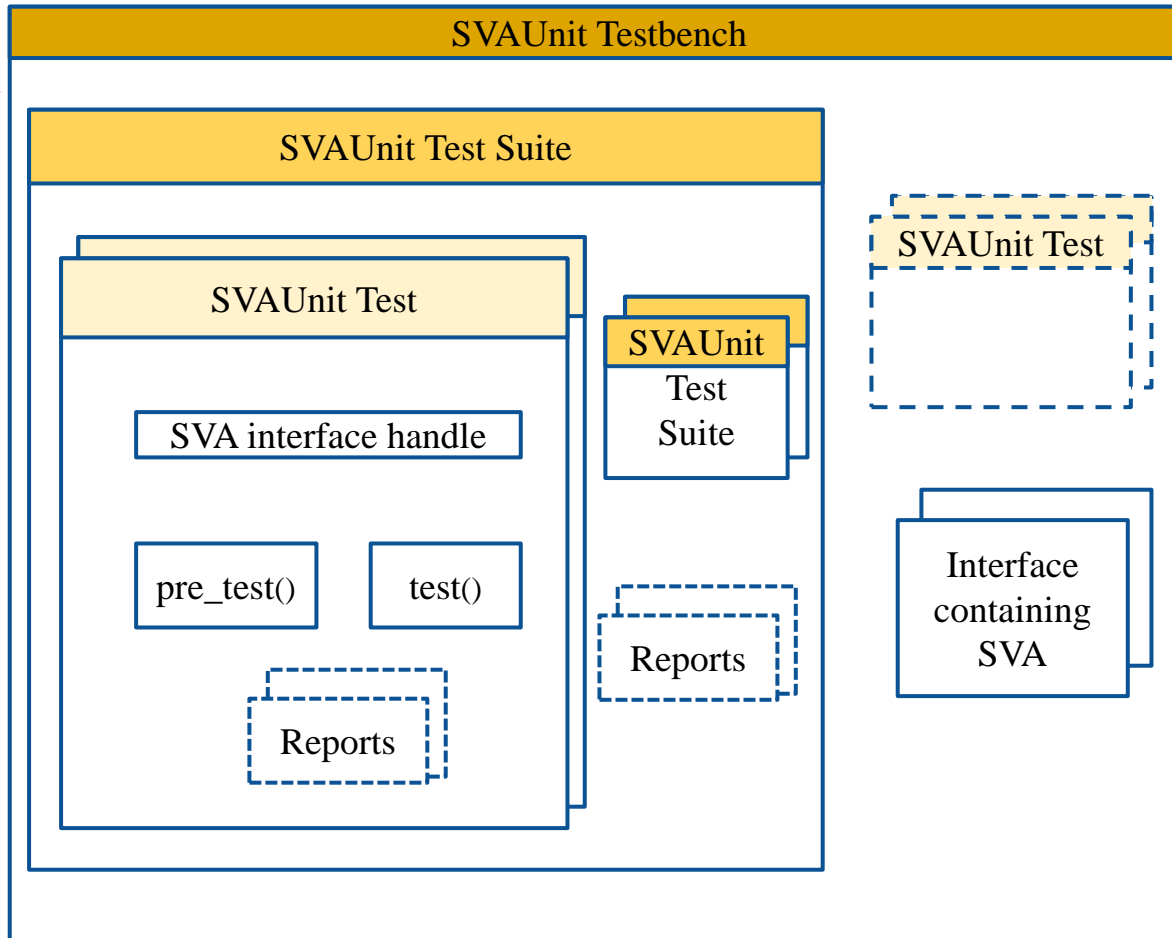 SVAUnit Testbench
SVAUnit Test Suite
SVAUnit Test
SVA interface handle
pre_test()
test()
Reports
SVAUnit
Test
Suite
Reports
SVAUnit Test
Interface
containing
SVA